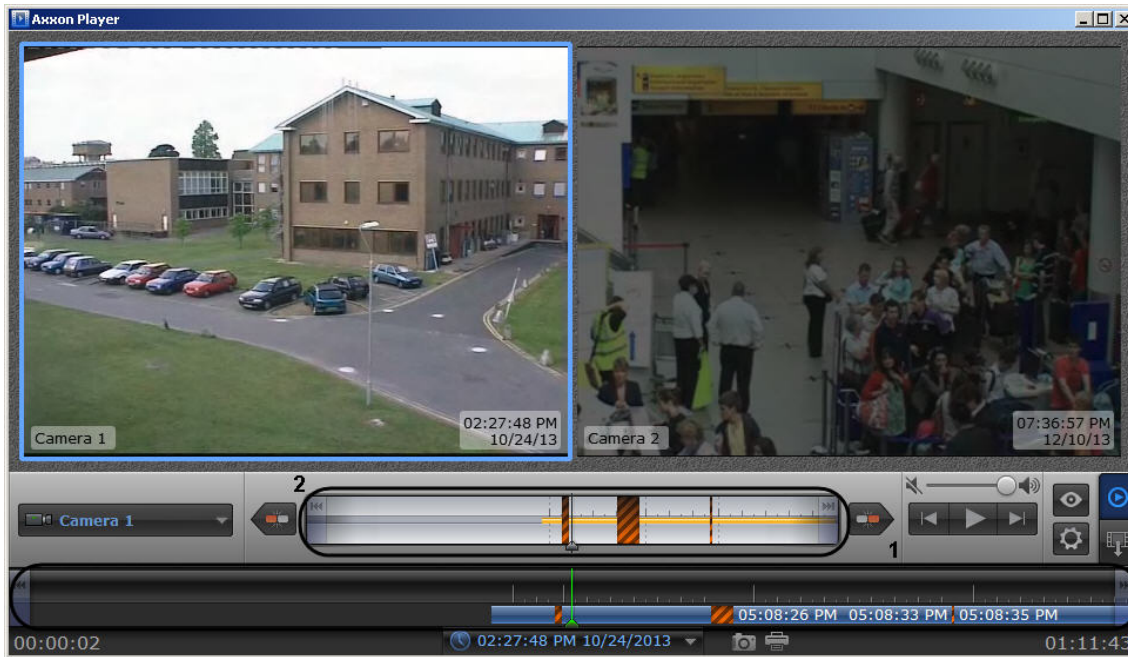 Axxon Player
Camera 1
02:27:48 PM
10/24/13
Camera 2
07:36:57 PM
12/10/13
2
Camera 1
1
05:08:26 PM 05:08:33 PM 05:08:35 PM
00:00:02
02:27:48 PM 10/24/2013
01:11:43